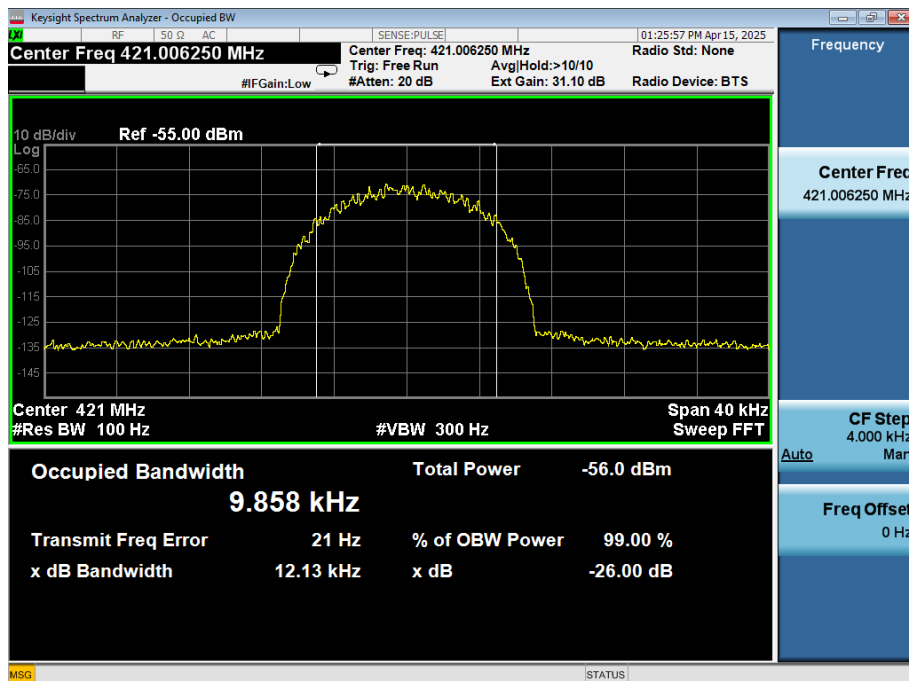 Keysight Spectrum Analyzer - Occupied BW
LXI RF 50 Ω AC SENSE:PULSE 01:25:57 PM Apr 15, 2025
Center Freq 421.006250 MHz
Center Freq: 421.006250 MHz Radio Std: None
Trig: Free Run Avg|Hold:>10/10
#IFGain:Low #Atten: 20 dB Ext Gain: 31.10 dB Radio Device: BTS
10 dB/div Ref -55.00 dBm
Log
-65.0
-75.0
-85.0
-95.0
-105
-115
-125
-135
-145
Center 421 MHz Span 40 kHz
#Res BW 100 Hz #VBW 300 Hz Sweep FFT
Occupied Bandwidth Total Power -56.0 dBm
9.858 kHz
Transmit Freq Error 21 Hz % of OBW Power 99.00 %
x dB Bandwidth 12.13 kHz x dB -26.00 dB
MSG STATUS
Frequency
Center Freq
421.006250 MHz
CF Step
4.000 kHz
Auto Man
Freq Offset
0 Hz